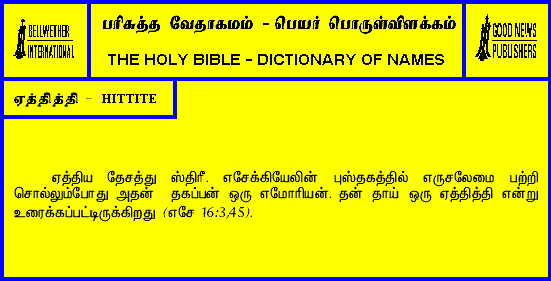 BELLWETHER
INTERNATIONAL
பரிசுத்த வேதாகமம் - பெயர் பொருள்விளக்கம்
THE HOLY BIBLE - DICTIONARY OF NAMES
GOOD NEWS
PUBLISHERS
ஏத்தித்தி - HITTITE
ஏத்திய தேசத்து ஸ்திரீ. எசேக்கியேலின் புஸ்தகத்தில் எருசலேமை பற்றி
சொல்லும்போது அதன் தகப்பன் ஒரு எமோரியன். தன் தாய் ஒரு ஏத்தித்தி என்று
உரைக்கப்பட்டிருக்கிறது (எசே 16:3,45).